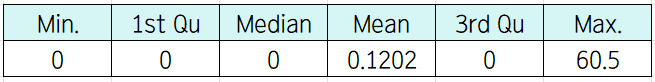 Min. 1st Qu Median Mean 3rd Qu Max.
0 0 0 0.1202 0 60.5